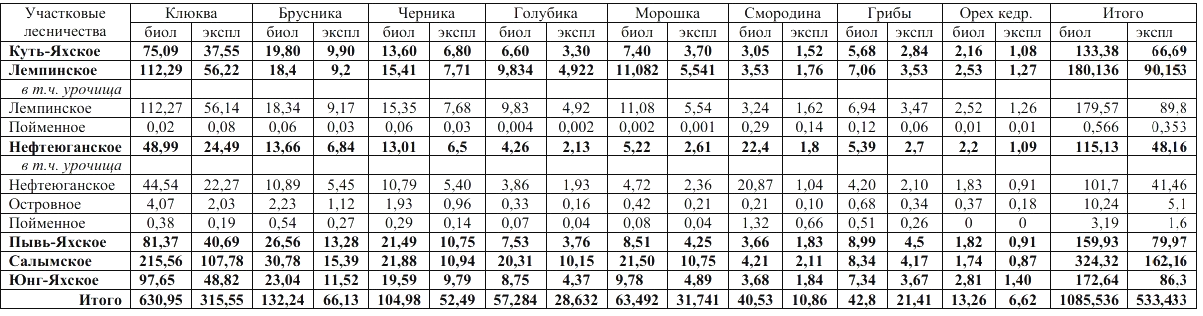 Участковые лесничества Клюква Брусника Черника Голубика Морошка Смородина Грибы Орех кедр. Итого
биол экспл биол экспл биол экспл биол экспл биол экспл биол экспл биол экспл биол экспл биол экспл
Куть-Яхское 75,09 37,55 19,80 9,90 13,60 6,80 6,60 3,30 7,40 3,70 3,05 1,52 5,68 2,84 2,16 1,08 133,38 66,69
Лемпинское 112,29 56,22 18,4 9,2 15,41 7,71 9,834 4,922 11,082 5,541 3,53 1,76 7,06 3,53 2,53 1,27 180,136 90,153
в т.ч. урочища
Лемпинское 112,27 56,14 18,34 9,17 15,35 7,68 9,83 4,92 11,08 5,54 3,24 1,62 6,94 3,47 2,52 1,26 179,57 89.8
Пойменное 0,02 0,08 0,06 0,03 0,06 0,03 0,004 0,002 0,002 0,001 0,29 0,14 0,12 0,06 0,01 0,01 0,566 0,353
Нефтеюганское 48,99 24,49 13,66 6,84 13,01 6,5 4,26 2,13 5,22 2,61 22,4 1,8 5,39 2,7 2,2 1,09 115,13 48,16
в т.ч. урочища
Нефтеюганское 44,54 22,27 10,89 5,45 10,79 5,40 3,86 1,93 4,72 2,36 20,87 1,04 4,20 2,10 1,83 0,91 101,7 41,46
Островное 4,07 2,03 2,23 1,12 1,93 0,96 0,33 0,16 0,42 0,21 0,21 0,10 0,68 0,34 0,37 0,18 10,24 5.1
Пойменное 0,38 0,19 0,54 0,27 0,29 0,14 0,07 0,04 0,08 0,04 1,32 0,66 0,51 0,26 0 0 3,19 1.6
Пывь-Яхское 81,37 40,69 26,56 13,28 21,49 10,75 7,53 3,76 8,51 4,25 3,66 1,83 8,99 4,5 1,82 0,91 159,93 79,97
Салымское 215,56 107,78 30,78 15,39 21,88 10,94 20,31 10,15 21,50 10,75 4,21 2,11 8,34 4,17 1,74 0,87 324,32 162,16
Юнг-Яхское 97,65 48,82 23,04 11,52 19,59 9,79 8,75 4,37 9,78 4,89 3,68 1,84 7,34 3,67 2,81 1,40 172,64 86,3
Итого 630,95 315,55 132,24 66,13 104,98 52,49 57,284 28,632 63,492 31,741 40,53 10,86 42,8 21,41 13,26 6,62 1085,536 533,433